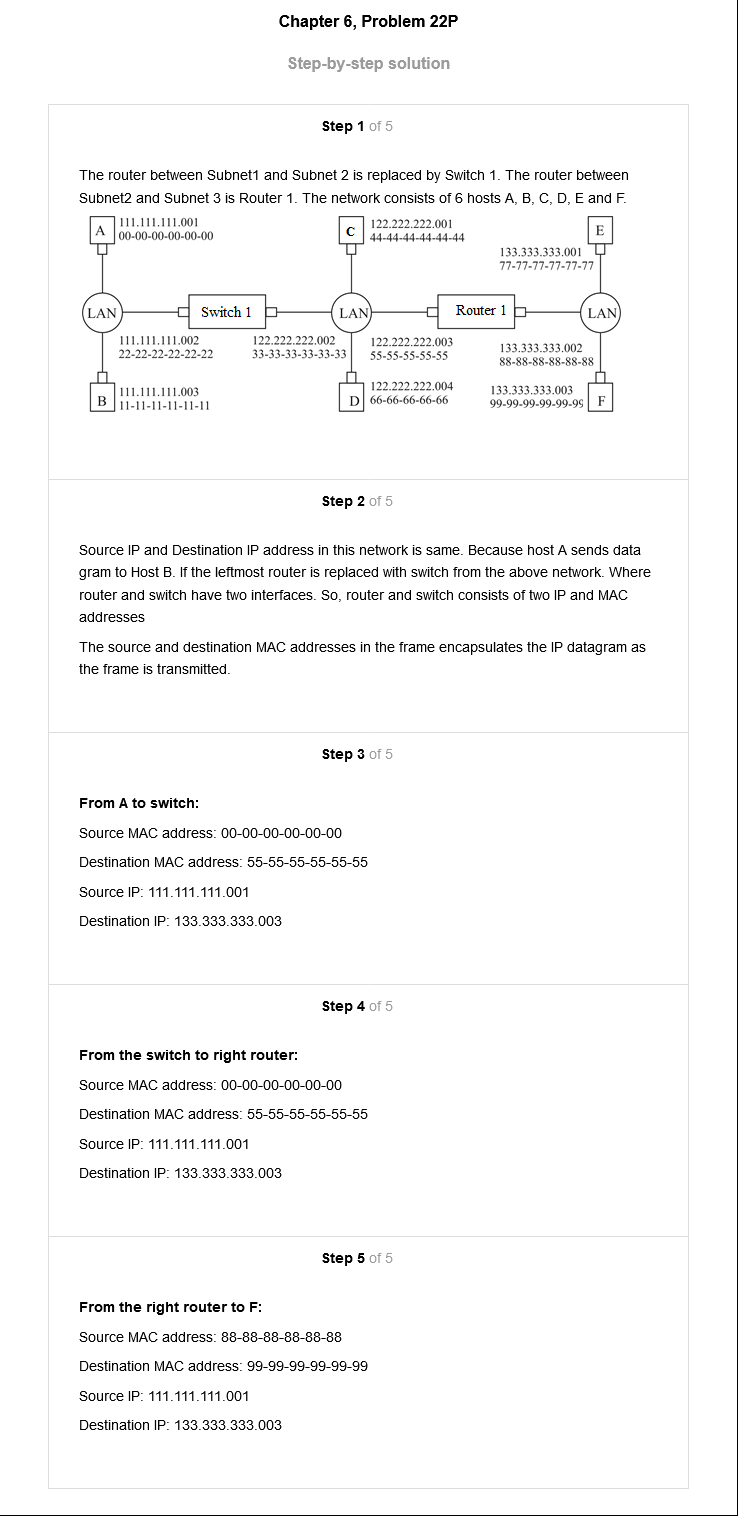 Chapter 6, Problem 22P
Step-by-step solution
Step 1 of 5
The router between Subnet1 and Subnet 2 is replaced by Switch 1. The router between
Subnet2 and Subnet 3 is Router 1. The network consists of 6 hosts A, B, C, D, E and F.
A
111.111.111.001
00-00-00-00-00-00
C
122.222.222.001
44-44-44-44-44-44
E
133.333.333.001
77-77-77-77-77-77
LAN
Switch 1
LAN
Router 1
LAN
111.111.111.002
22-22-22-22-22-22
122.222.222.002
33-33-33-33-33-33
122.222.222.003
55-55-55-55-55
133.333.333.002
88-88-88-88-88-88
B
111.111.111.003
11-11-11-11-11-11
D
122.222.222.004
66-66-66-66-66
133.333.333.003
99-99-99-99-99-99
F
Step 2 of 5
Source IP and Destination IP address in this network is same. Because host A sends data
gram to Host B. If the leftmost router is replaced with switch from the above network. Where
router and switch have two interfaces. So, router and switch consists of two IP and MAC
addresses
The source and destination MAC addresses in the frame encapsulates the IP datagram as
the frame is transmitted.
Step 3 of 5
From A to switch:
Source MAC address: 00-00-00-00-00-00
Destination MAC address: 55-55-55-55-55-55
Source IP: 111.111.111.001
Destination IP: 133.333.333.003
Step 4 of 5
From the switch to right router:
Source MAC address: 00-00-00-00-00-00
Destination MAC address: 55-55-55-55-55-55
Source IP: 111.111.111.001
Destination IP: 133.333.333.003
Step 5 of 5
From the right router to F:
Source MAC address: 88-88-88-88-88-88
Destination MAC address: 99-99-99-99-99-99
Source IP: 111.111.111.001
Destination IP: 133.333.333.003